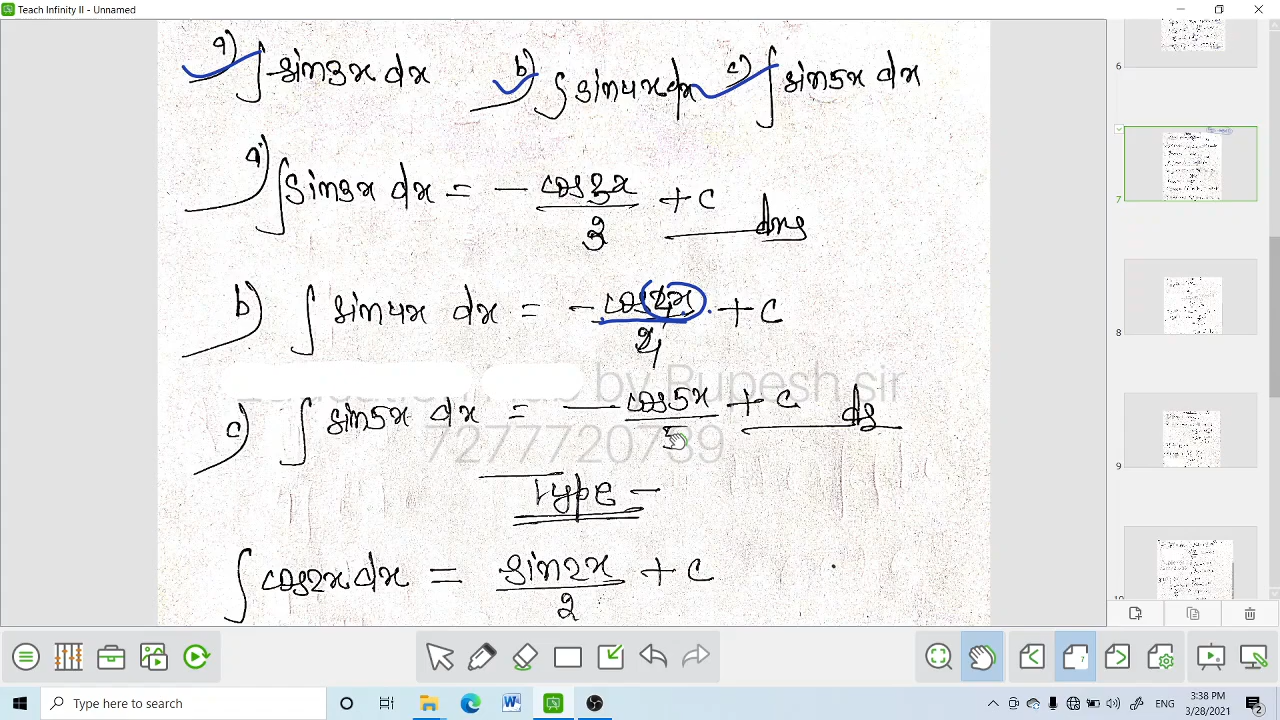 Teach Infinity II - Unnamed
a) ∫ sin3x dx b) ∫ sin4x dx c) ∫ sin5x dx
a) ∫ sin3x dx = - cos3x/3 + c Ans
b) ∫ sin4x dx = - cos4x/4 + c
by Rupesh sir
c) ∫ sin5x dx = - cos5x/5 + c
7277720739
Type -
∫ cos2x dx = sin2x/2 + c
6
7
8
9
10
7
Type here to search
ENG
3:38 PM
3/28/2021
2